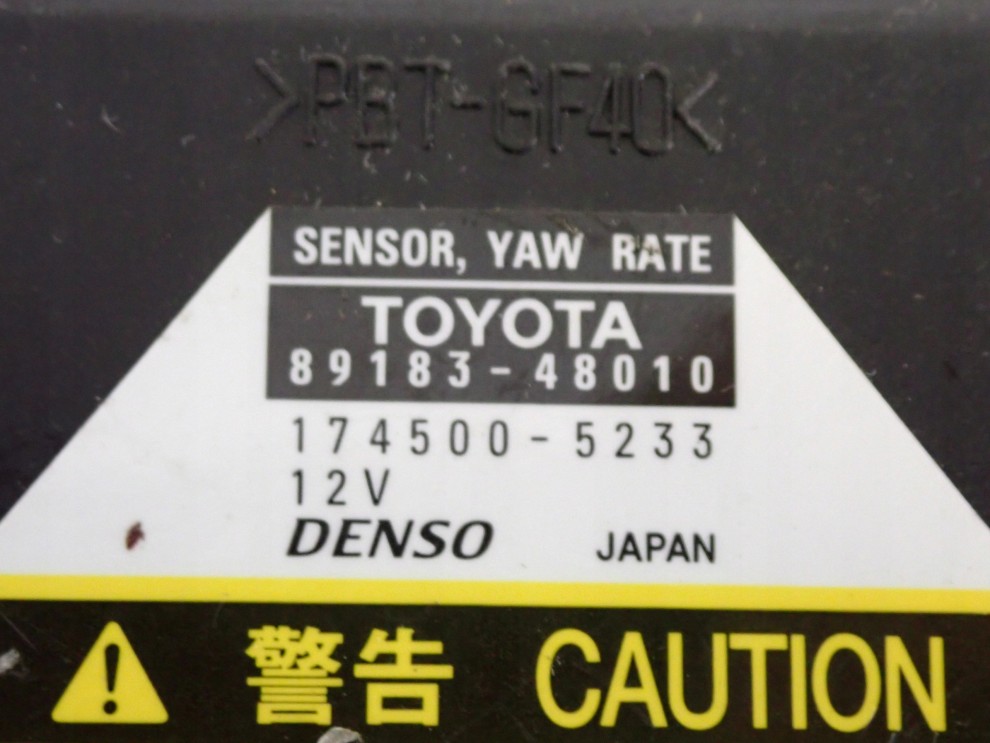 >PBT-GF40<
SENSOR, YAW RATE
TOYOTA
89183-48010
174500-5233
12V
DENSO JAPAN
警告 CAUTION